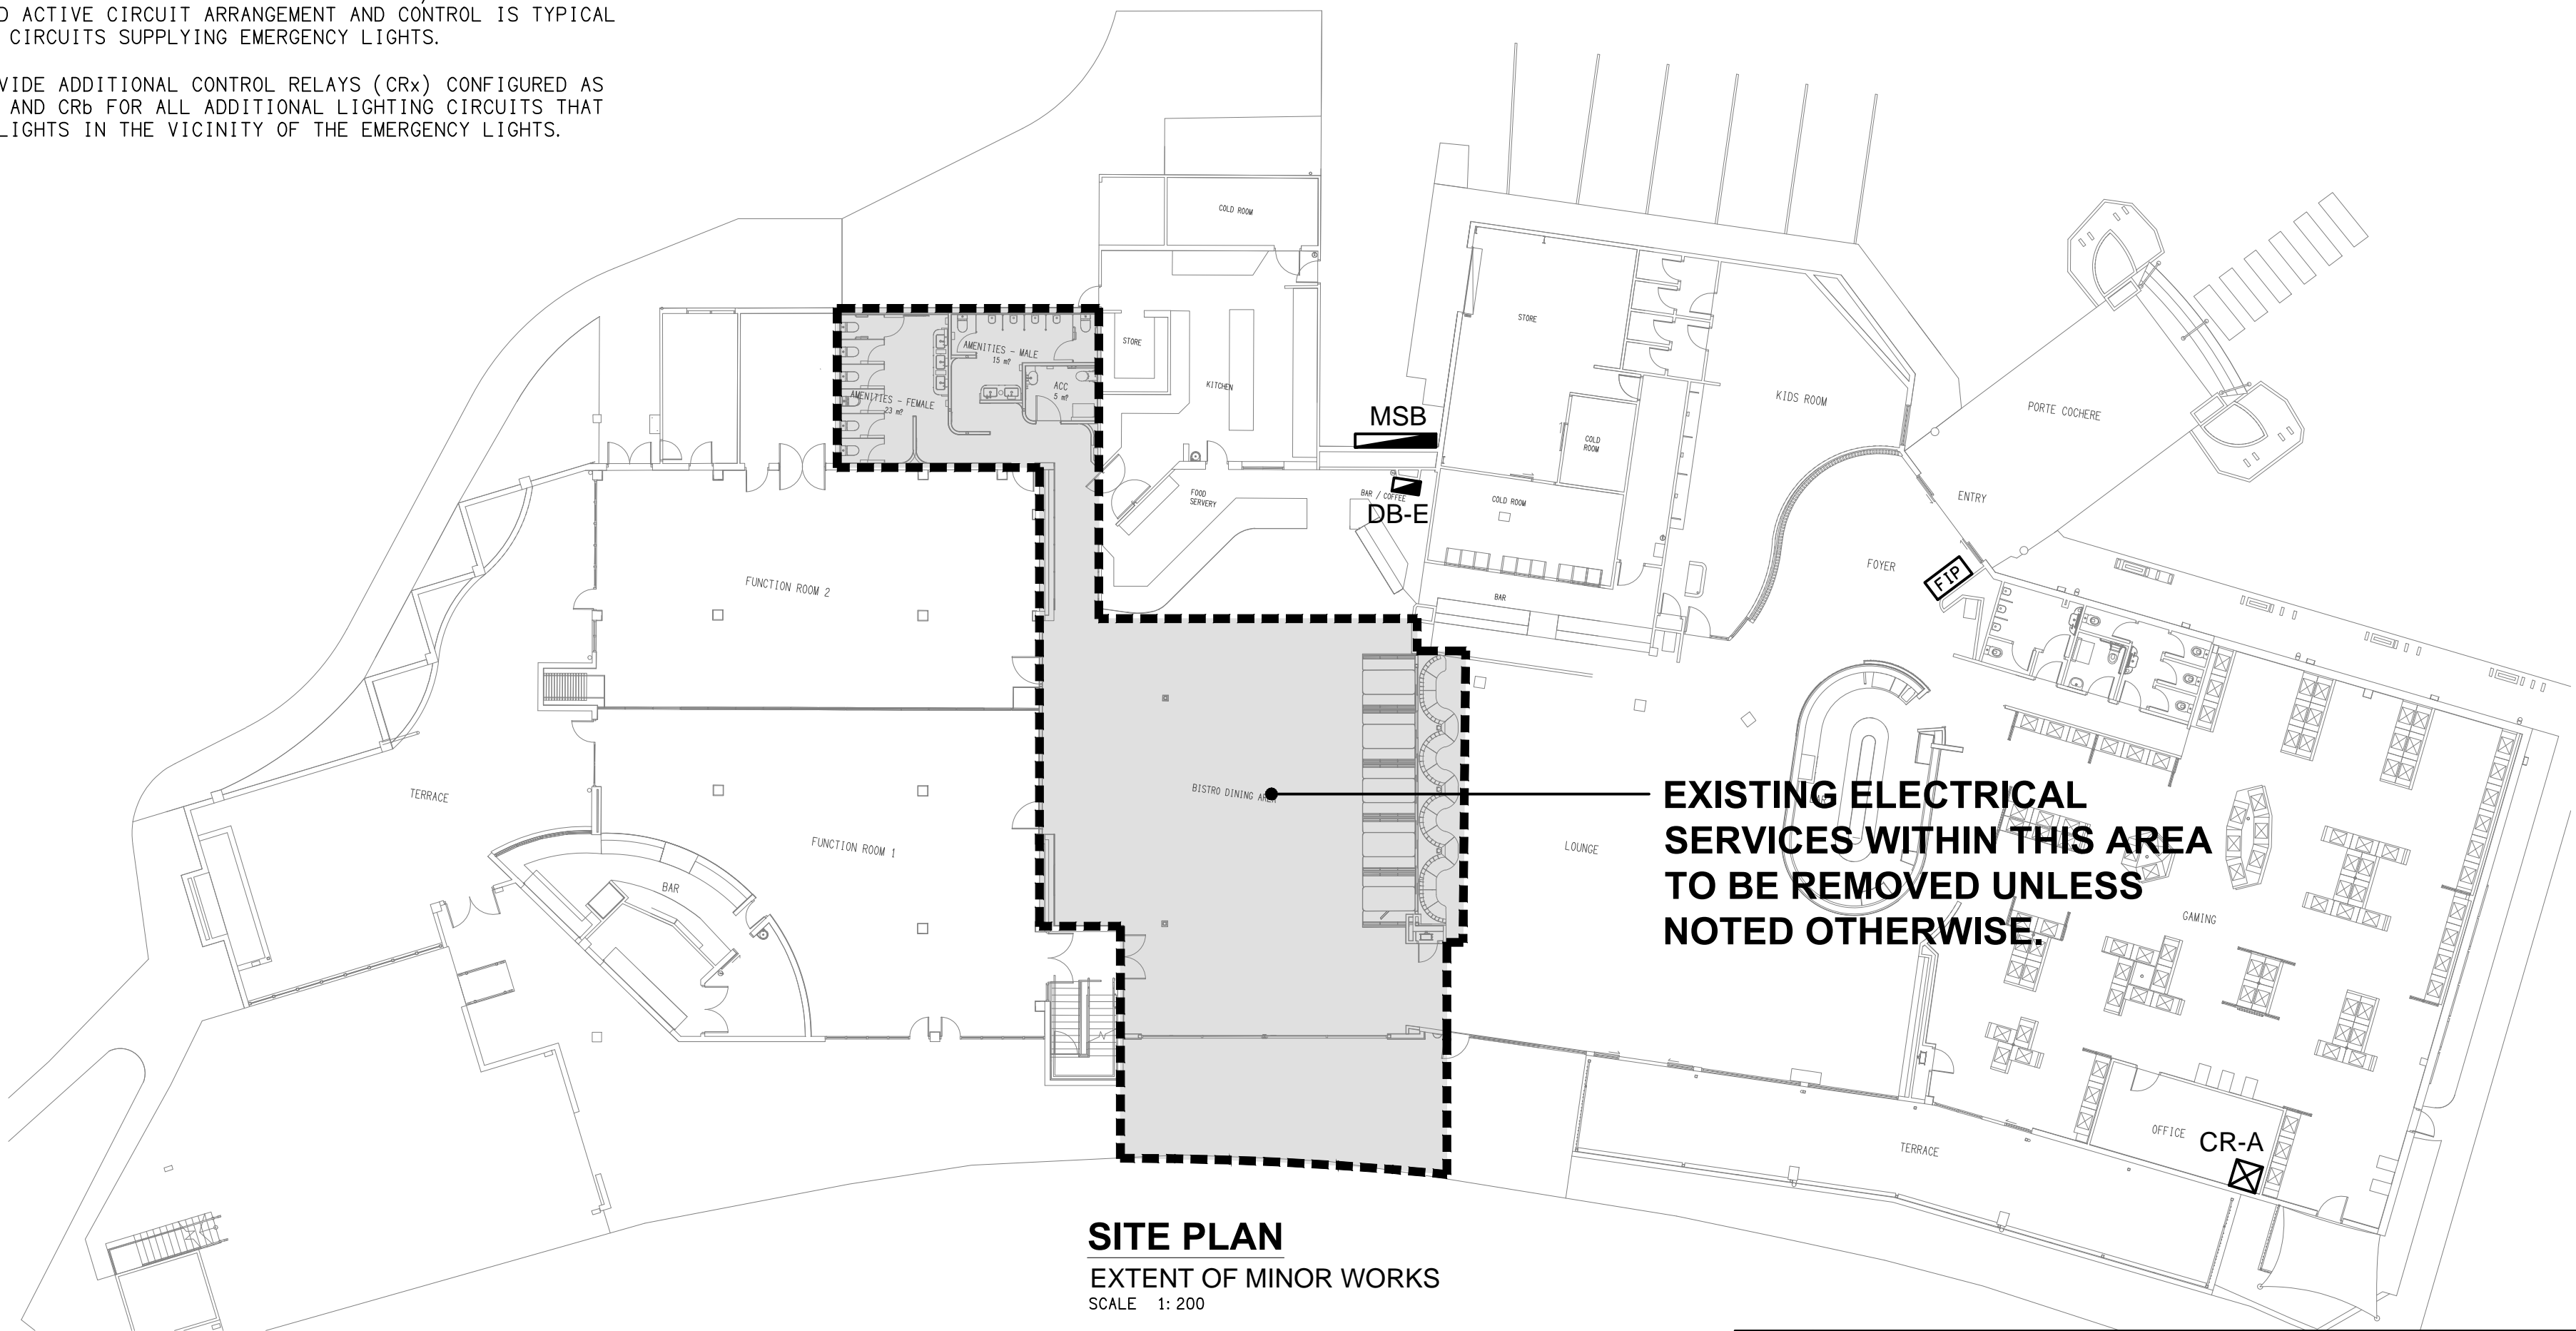 D ACTIVE CIRCUIT ARRANGEMENT AND CONTROL IS TYPICAL
CIRCUITS SUPPLYING EMERGENCY LIGHTS.
VIDE ADDITIONAL CONTROL RELAYS (CRx) CONFIGURED AS
AND CRb FOR ALL ADDITIONAL LIGHTING CIRCUITS THAT
LIGHTS IN THE VICINITY OF THE EMERGENCY LIGHTS.
COLD ROOM
STORE
AMENITIES - MALE
15 m²
STORE
ACC
5 m²
KITCHEN
AMENITIES - FEMALE
23 m²
KIDS ROOM
PORTE COCHERE
MSB
COLD
ROOM
BAR / COFFEE
FOOD
SERVERY
DB-E
COLD ROOM
ENTRY
FOYER
FIP
FUNCTION ROOM 2
BAR
TERRACE
BISTRO DINING AREA
EXISTING ELECTRICAL
SERVICES WITHIN THIS AREA
TO BE REMOVED UNLESS
NOTED OTHERWISE.
FUNCTION ROOM 1
LOUNGE
BAR
GAMING
OFFICE
CR-A
TERRACE
SITE PLAN
EXTENT OF MINOR WORKS
SCALE 1:200